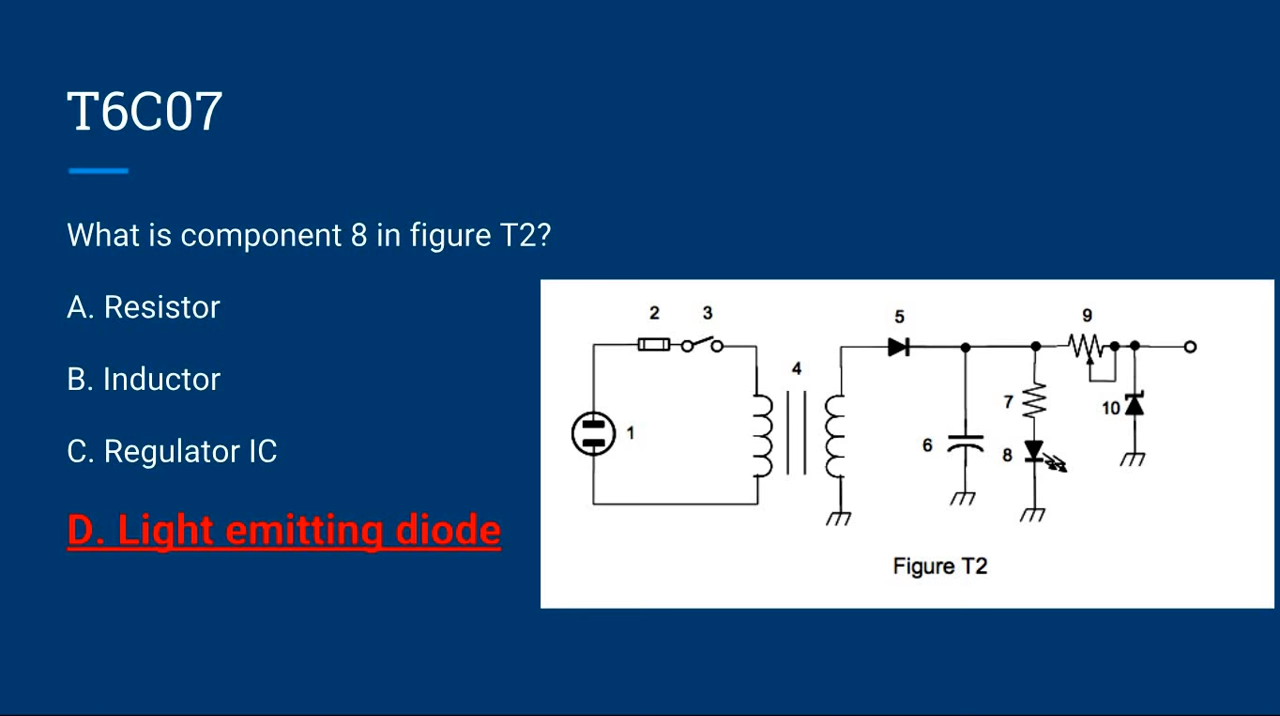 T6C07
What is component 8 in figure T2?
A. Resistor
B. Inductor
C. Regulator IC
D. Light emitting diode
2
3
5
9
4
7
10
1
6
8
Figure T2